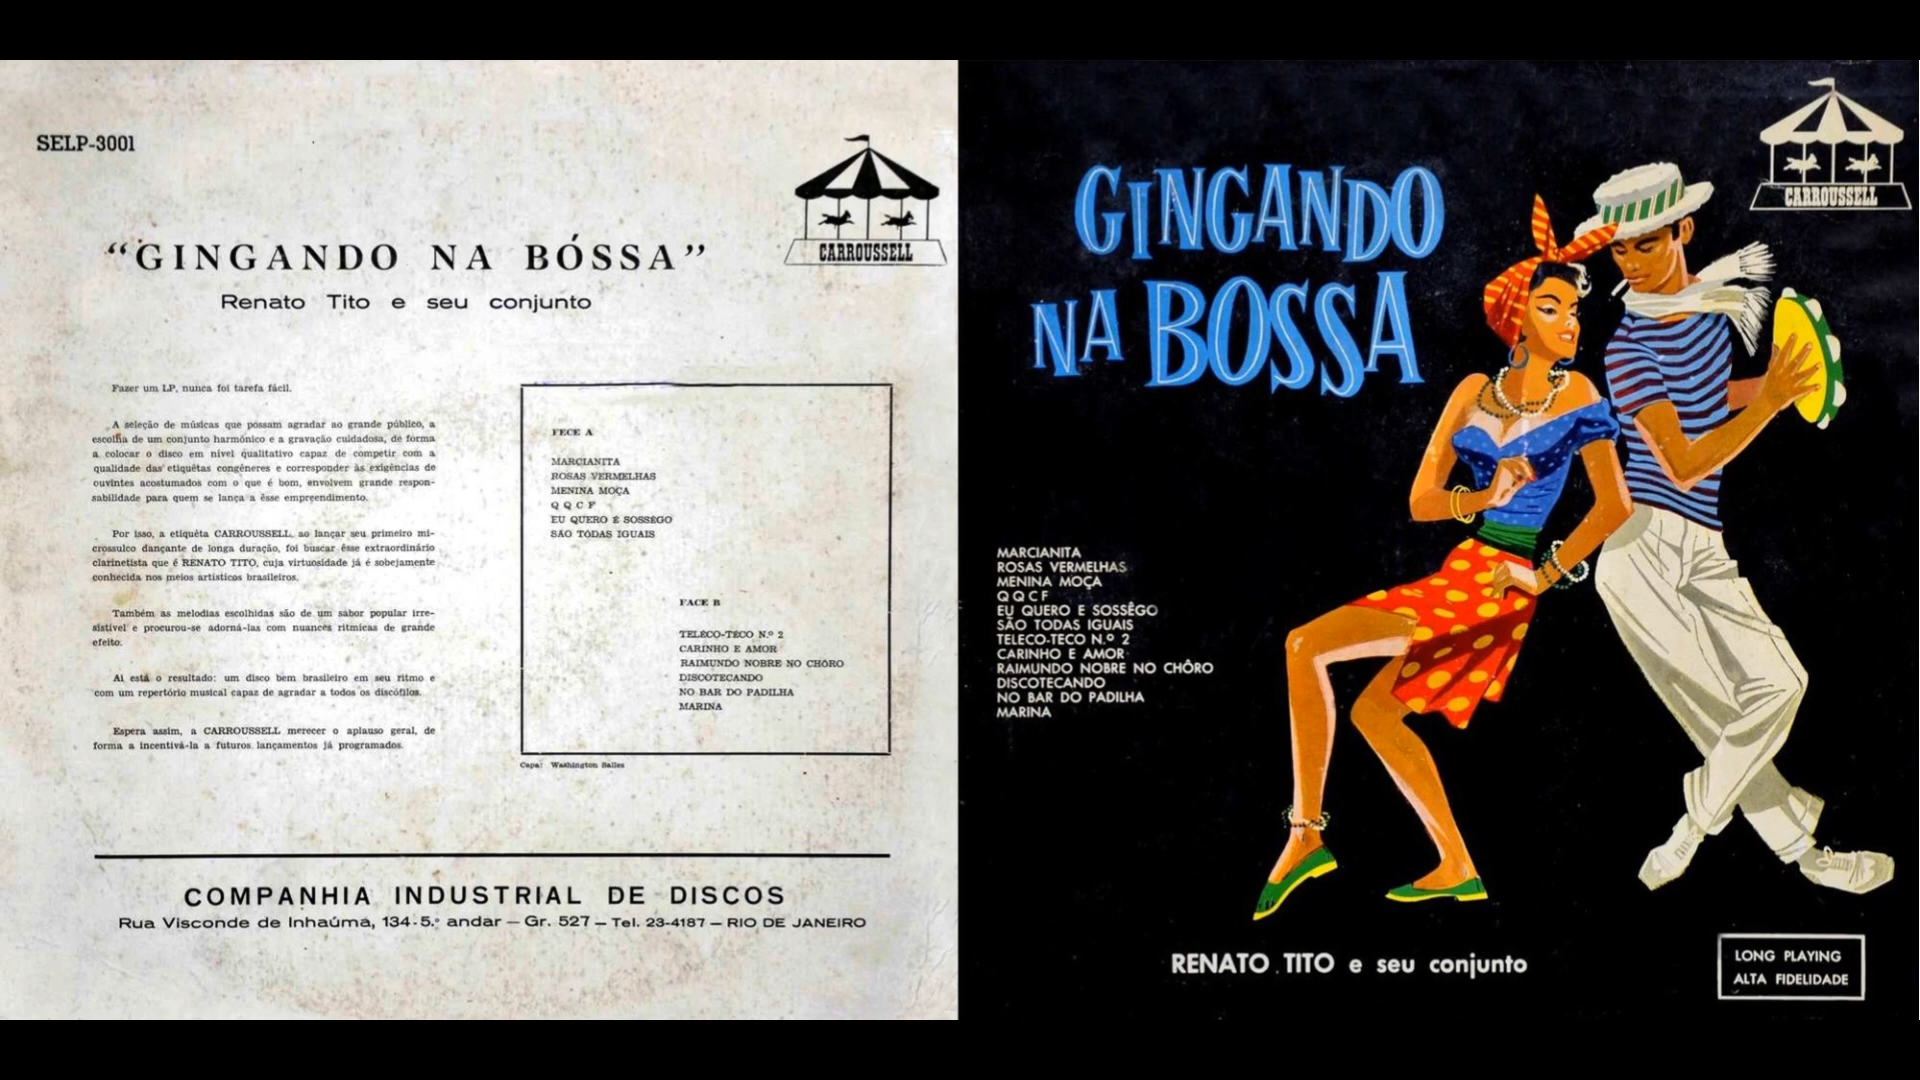 SELP-3001
CARROUSSELL
“GINGANDO NA BÓSSA”
Renato Tito e seu conjunto
Fazer um LP, nunca foi tarefa fácil.
A seleção de músicas que possam agradar ao grande público, a
escolha de um conjunto harmônico e a gravação cuidadosa, de forma
a colocar o disco em nível qualitativo capaz de competir com a
qualidade das etiquêtas congêneres e corresponder às exigências de
ouvintes acostumados com o que é bom, envolvem grande respon-
sabilidade para quem se lança a êsse empreendimento.
Por isso, a etiquêta CARROUSSELL, ao lançar seu primeiro mi-
crossulco dançante de longa duração, foi buscar êsse extraordinário
clarinetista que é RENATO TITO, cuja virtuosidade já é sobejamente
conhecida nos meios artísticos brasileiros.
Também as melodias escolhidas são de um sabor popular irre-
sistível e procurou-se adorná-las com nuances rítmicas de grande
efeito.
Aí está o resultado: um disco bem brasileiro em seu ritmo e
com um repertório musical capaz de agradar a todos os discófilos.
Espera assim, a CARROUSSELL merecer o aplauso geral, de
forma a incentivá-la a futuros lançamentos já programados.
FECE A
MARCIANITA
ROSAS VERMELHAS
MENINA MOÇA
Q Q C F
EU QUERO É SOSSÊGO
SÃO TODAS IGUAIS
FACE B
TELÉCO-TÉCO N.º 2
CARINHO E AMOR
RAIMUNDO NOBRE NO CHÔRO
DISCOTECANDO
NO BAR DO PADILHA
MARINA
Capa: Washington Salles
COMPANHIA INDUSTRIAL DE DISCOS
Rua Visconde de Inhaúma, 134-5.º andar — Gr. 527 — Tel. 23-4187 — RIO DE JANEIRO
CARROUSSELL
GINGANDO
NA BOSSA
MARCIANITA
ROSAS VERMELHAS
MENINA MOÇA
Q Q C F
EU QUERO E SOSSÊGO
SÃO TODAS IGUAIS
TELECO-TECO N.º 2
CARINHO E AMOR
RAIMUNDO NOBRE NO CHÔRO
DISCOTECANDO
NO BAR DO PADILHA
MARINA
RENATO TITO e seu conjunto
LONG PLAYING
ALTA FIDELIDADE